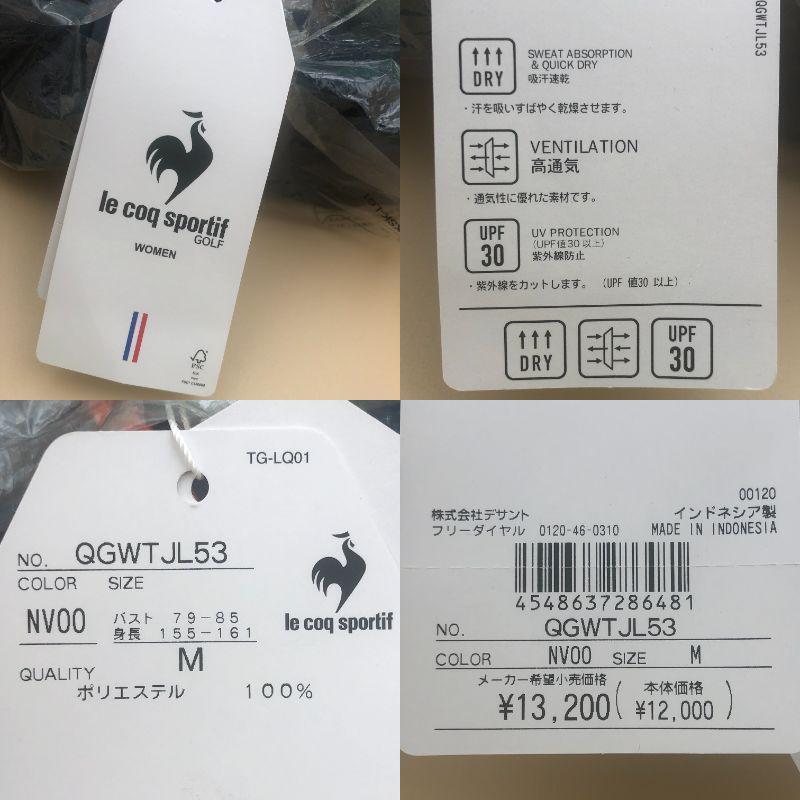 le coq sportif
GOLF
WOMEN
FSC
QGWTJL53
DRY
SWEAT ABSORPTION
& QUICK DRY
吸汗速乾
・汗を吸いすばやく乾燥させます。
VENTILATION
高通気
・通気性に優れた素材です。
UPF
30
UV PROTECTION
(UPF値30以上)
紫外線防止
・紫外線をカットします。 (UPF 値30 以上)
DRY
UPF
30
TG-LQ01
NO. QGWTJL53
COLOR SIZE
NV00
バスト 79-85
身長 155-161
M
le coq sportif
QUALITY
ポリエステル 100%
00120
株式会社デサント インドネシア製
フリーダイヤル 0120-46-0310 MADE IN INDONESIA
4548637286481
NO. QGWTJL53
COLOR NV00 SIZE M
メーカー希望小売価格
¥13,200(本体価格 ¥12,000)